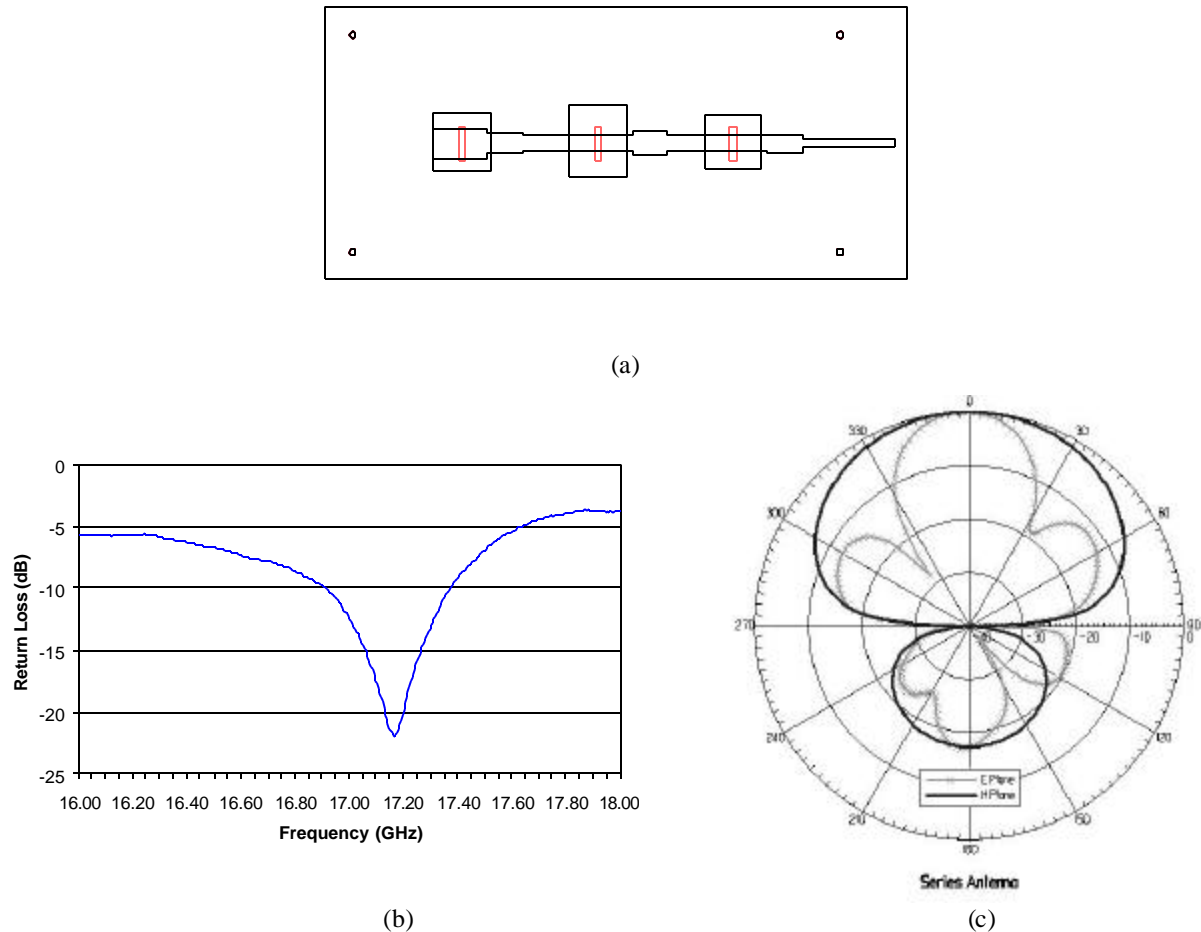 (a)
0
-5
-10
-15
-20
-25
Return Loss (dB)
16.00 16.20 16.40 16.60 16.80 17.00 17.20 17.40 17.60 17.80 18.00
Frequency (GHz)
0
330 30
300 60
270 90
-40 -30 -20 -10 0
240 120
210 150
180
E Plane
H Plane
Series Antenna
(b) (c)